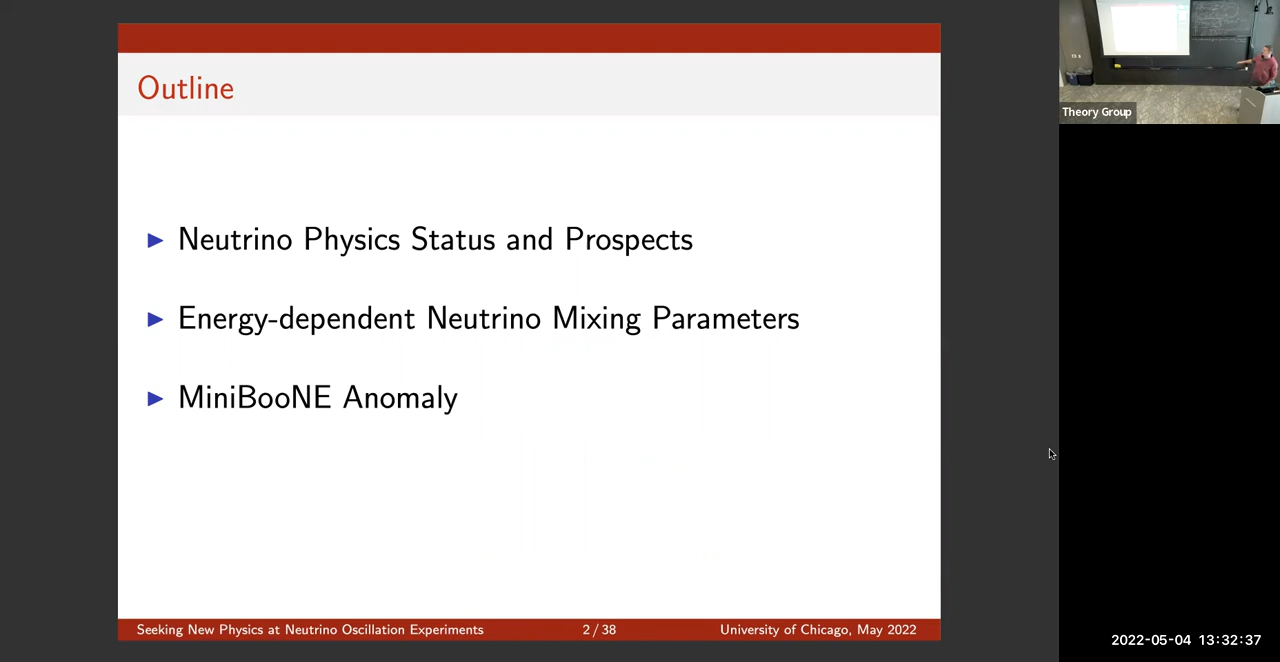 Outline
Neutrino Physics Status and Prospects
Energy-dependent Neutrino Mixing Parameters
MiniBooNE Anomaly
Seeking New Physics at Neutrino Oscillation Experiments
2 / 38
University of Chicago, May 2022
Theory Group
2022-05-04 13:32:37